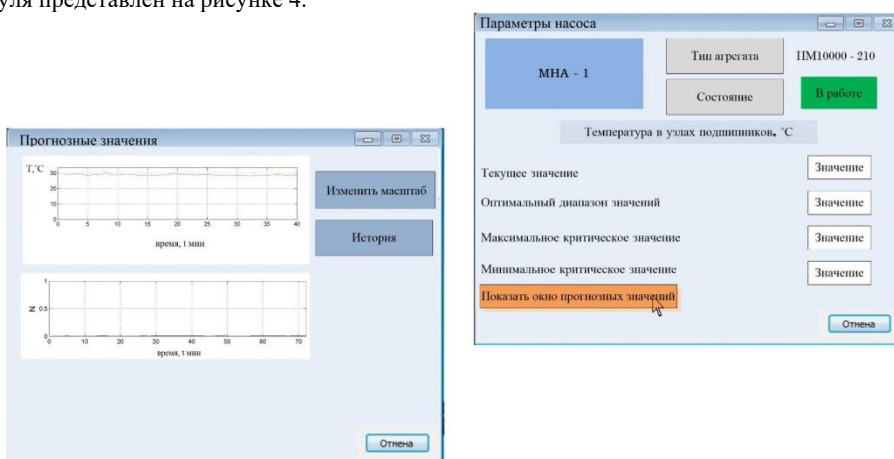 уля представлен на рисунке 4.
Параметры насоса
МНА - 1
Тип агрегата
НМ10000 - 210
Состояние
В работе
Температура в узлах подшипников, °С
Текущее значение
Значение
Оптимальный диапазон значений
Значение
Максимальное критическое значение
Значение
Минимальное критическое значение
Значение
Показать окно прогнозных значений
Отмена
Прогнозные значения
T,°C
30
20
10
0
0 5 10 15 20 25 30 35 40
время, t мин
Изменить масштаб
История
1
N 0.5
0
0 10 20 30 40 50 60 70
время, t мин
Отмена